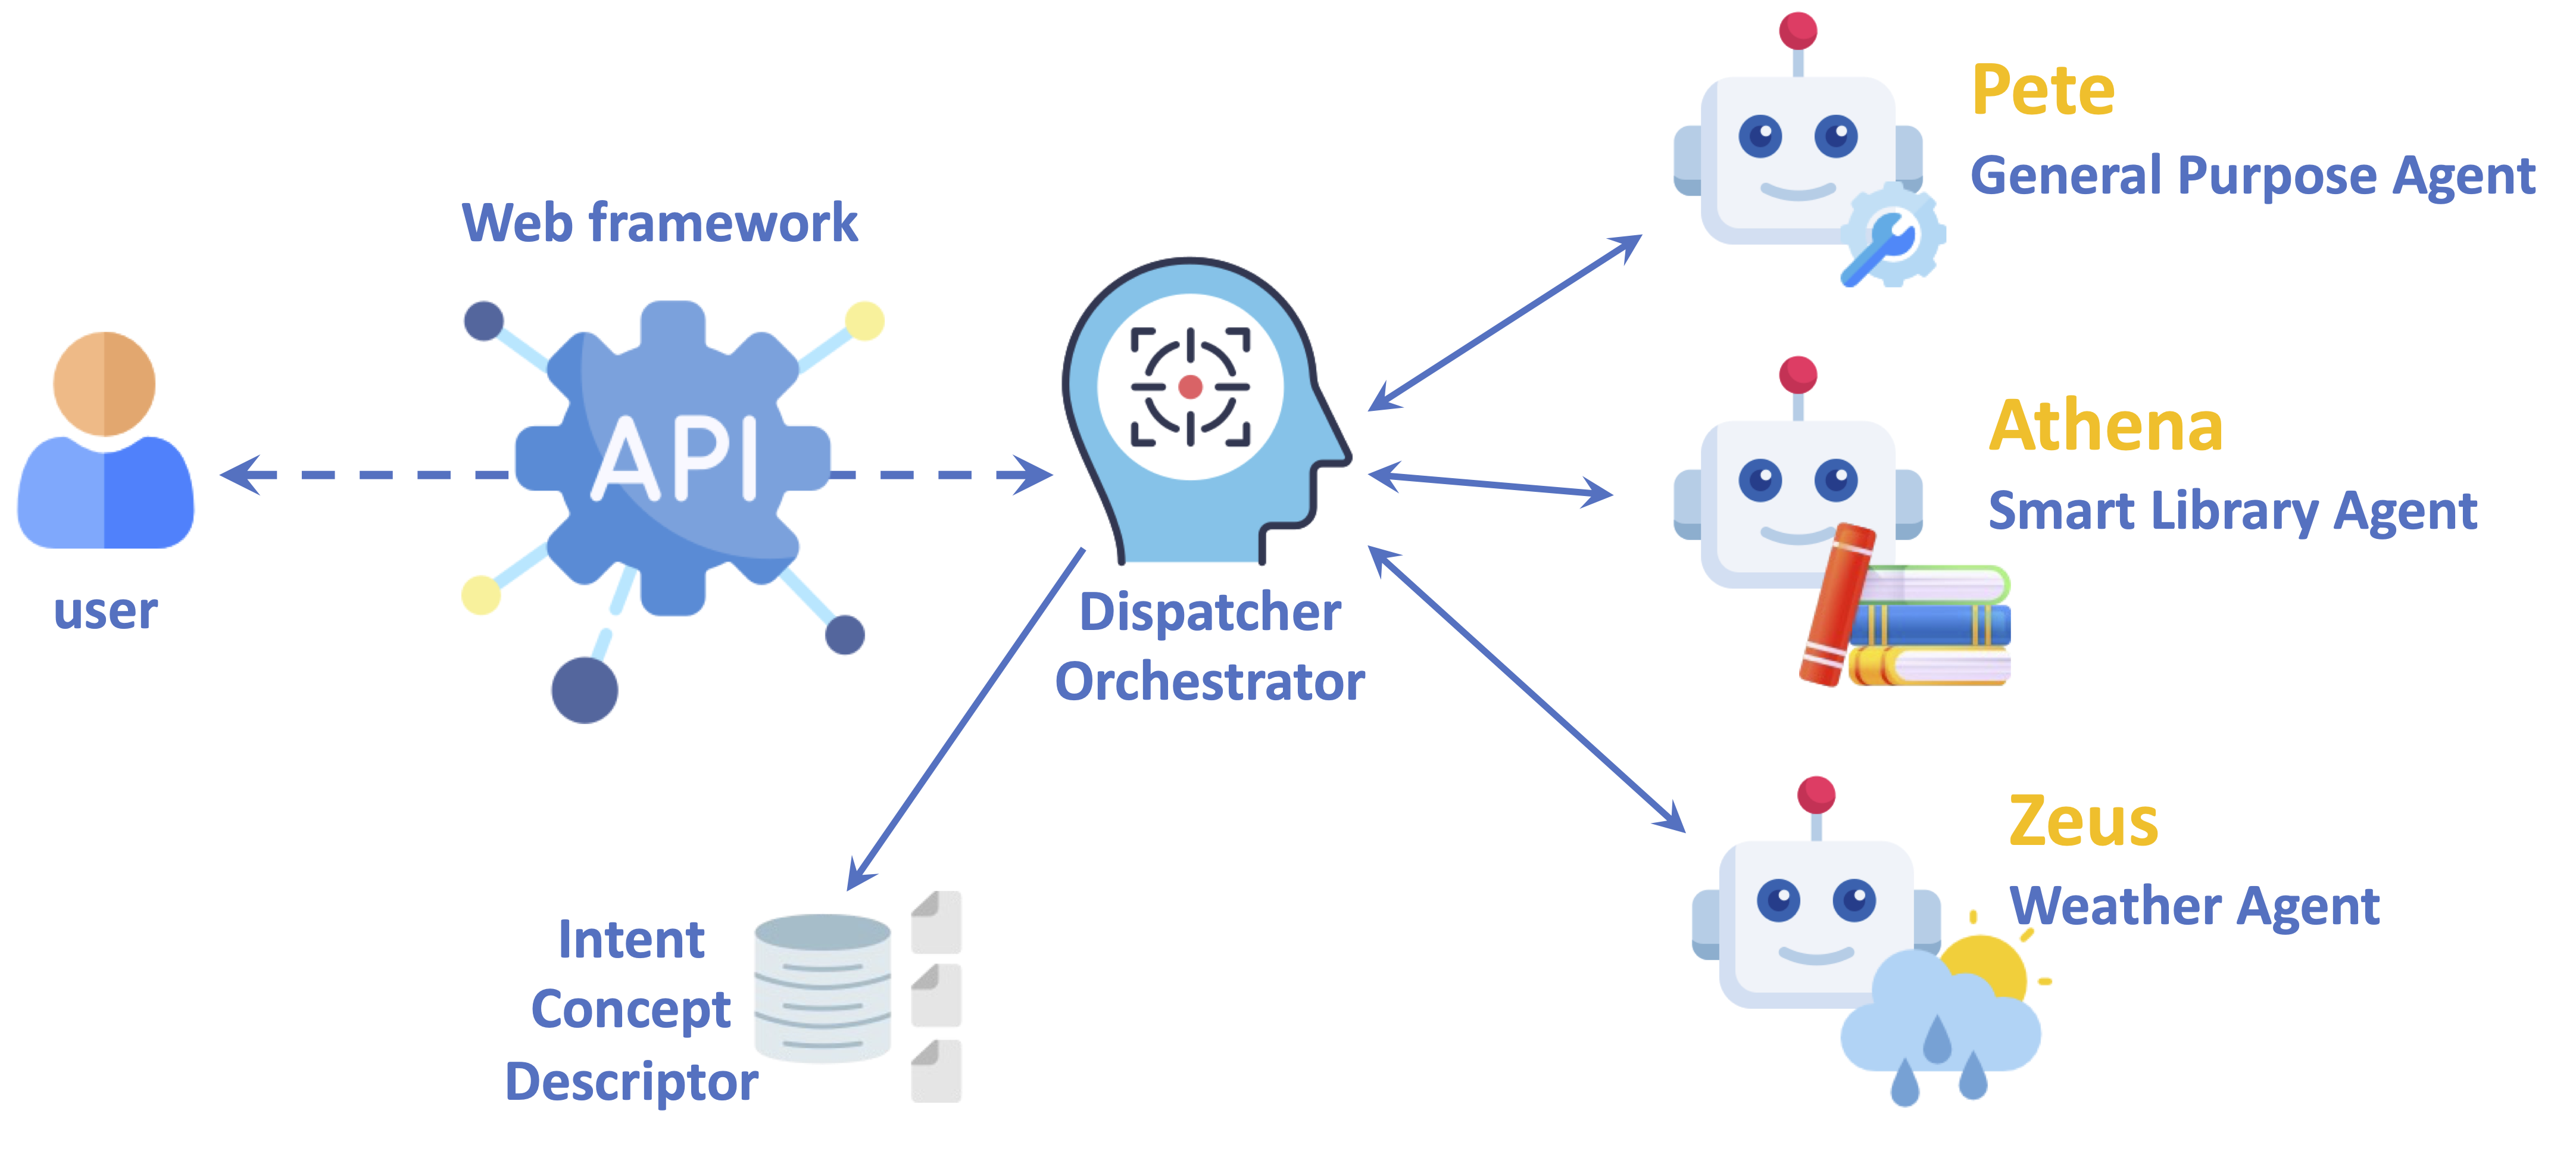 Pete
General Purpose Agent
Web framework
API
Athena
Smart Library Agent
user
Dispatcher
Orchestrator
Zeus
Weather Agent
Intent
Concept
Descriptor